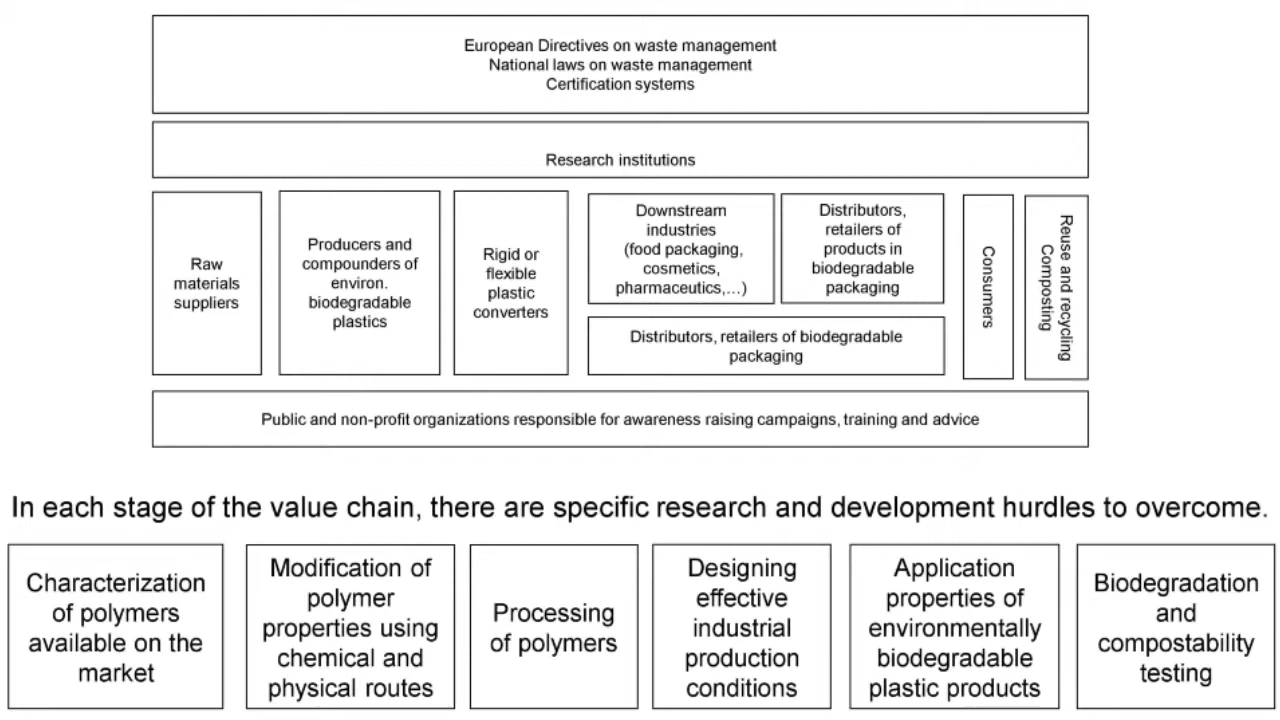 European Directives on waste management
National laws on waste management
Certification systems
Research institutions
Raw
materials
suppliers
Producers and
compounders of
environ.
biodegradable
plastics
Rigid or
flexible
plastic
converters
Downstream
industries
(food packaging,
cosmetics,
pharmaceutics,...)
Distributors,
retailers of
products in
biodegradable
packaging
Distributors, retailers of biodegradable
packaging
Consumers
Reuse and recycling
Composting
Public and non-profit organizations responsible for awareness raising campaigns, training and advice
In each stage of the value chain, there are specific research and development hurdles to overcome.
Characterization
of polymers
available on the
market
Modification of
polymer
properties using
chemical and
physical routes
Processing
of polymers
Designing
effective
industrial
production
conditions
Application
properties of
environmentally
biodegradable
plastic products
Biodegradation
and
compostability
testing